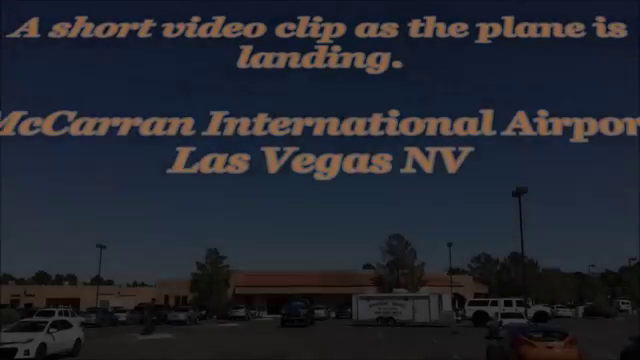 A short video clip as the plane is
landing.
McCarran International Airpor
Las Vegas NV